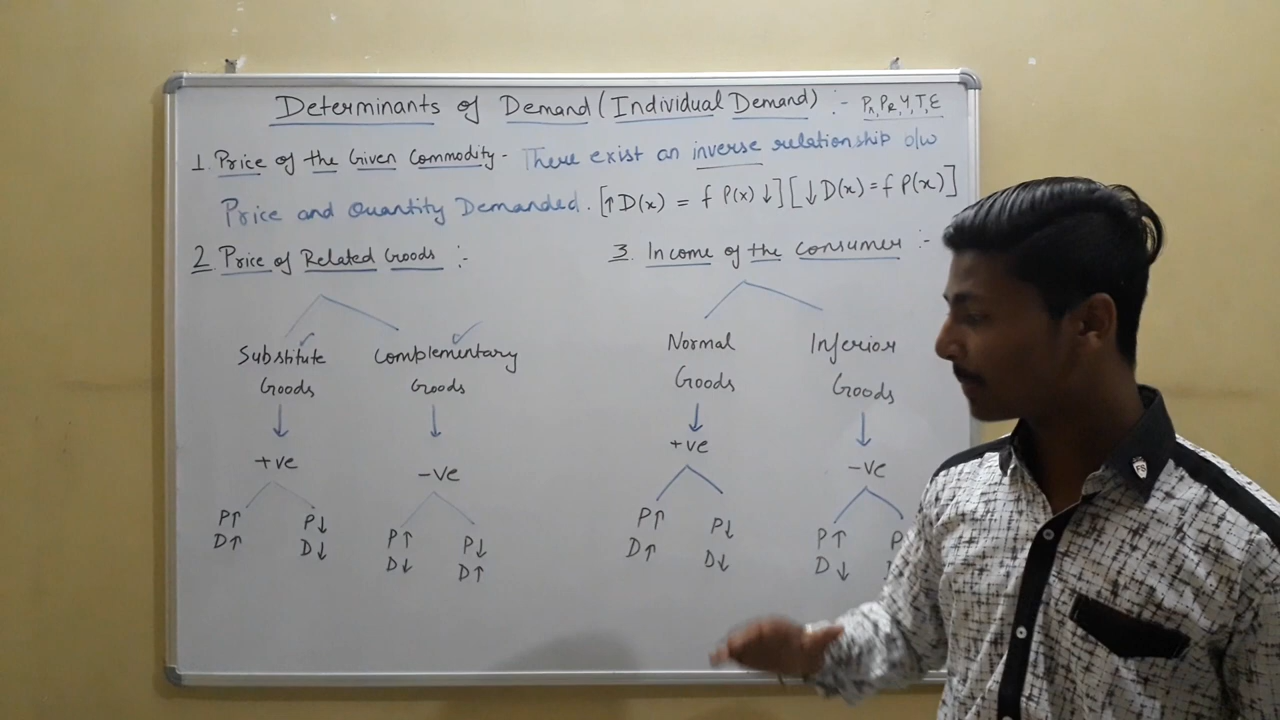 Determinants of Demand (Individual Demand) :- Px, PR, Y, T, E
1. Price of the Given Commodity - There exist an inverse relationship b/w
Price and Quantity Demanded. [↑D(x) = f P(x)↓] [↓D(x) = f P(x)]
2. Price of Related Goods :-
3. Income of the Consumer :-
Substitute Goods
Complementary Goods
+ve
-ve
P↑ P↓
D↑ D↓
P↑ P↓
D↓ D↑
Normal Goods
Inferior Goods
+ve
-ve
P↑ P↓
D↑ D↓
P↑ P
D↓
FS